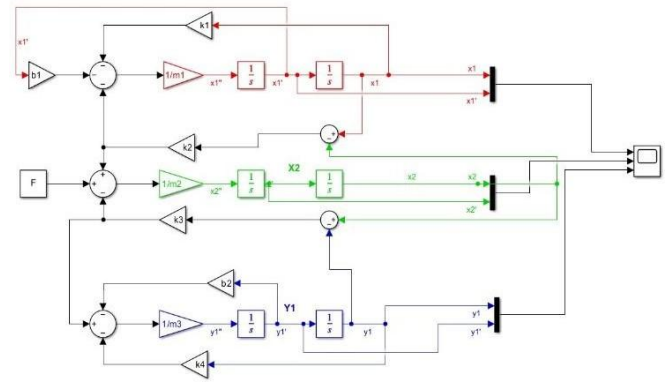 k1
x1'
b1
1/m1
x1''
1
s
x1'
1
s
x1
x1
x1'
k2
F
1/m2
x2''
1
s
X2
1
s
x2
x2
x2'
k3
b2
1/m3
y1''
1
s
Y1
y1'
1
s
y1
y1
y1'
k4